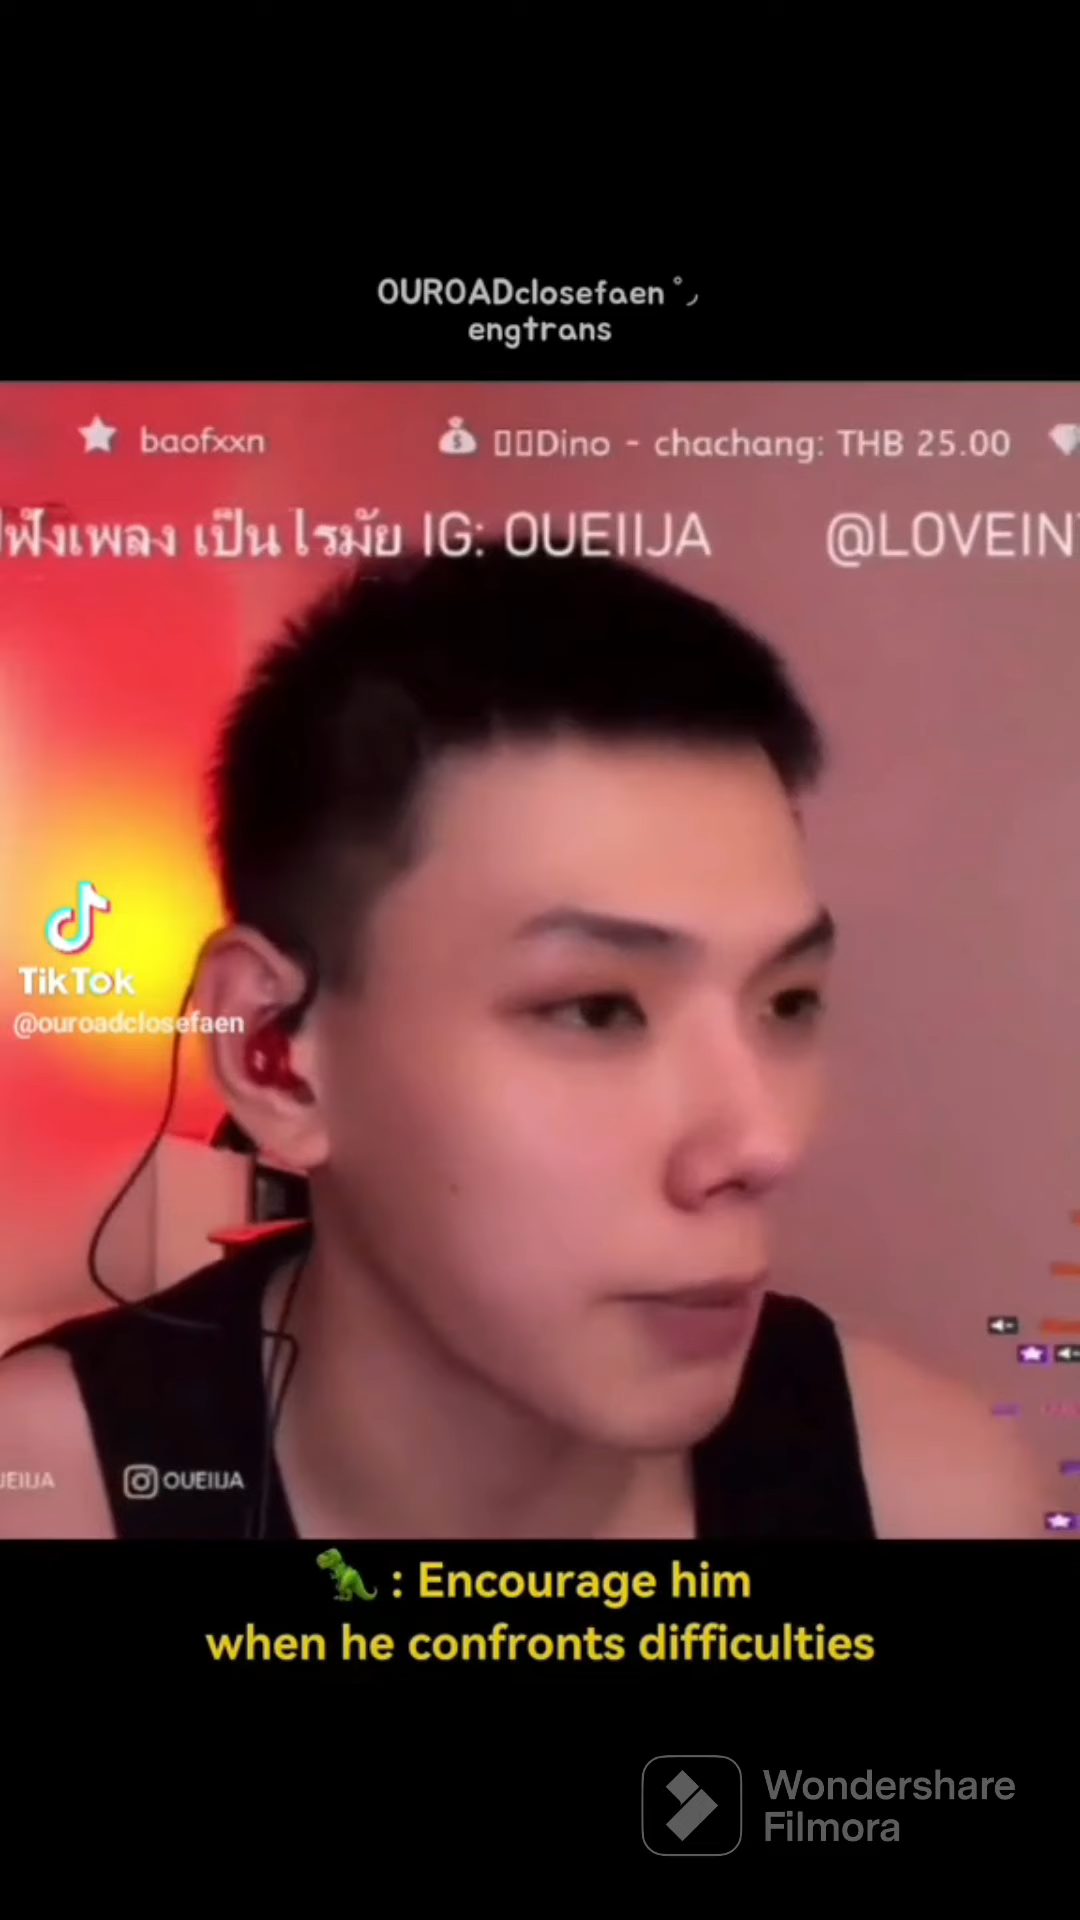 OUROADclosefaen
engtrans
baofxxn
Dino - chachang: THB 25.00
ฟังเพลง เป็นไรมัย IG: OUEIIJA
@LOVEIN
TikTok
@ouroadclosefaen
OUEIIJA
: Encourage him
when he confronts difficulties
Wondershare
Filmora